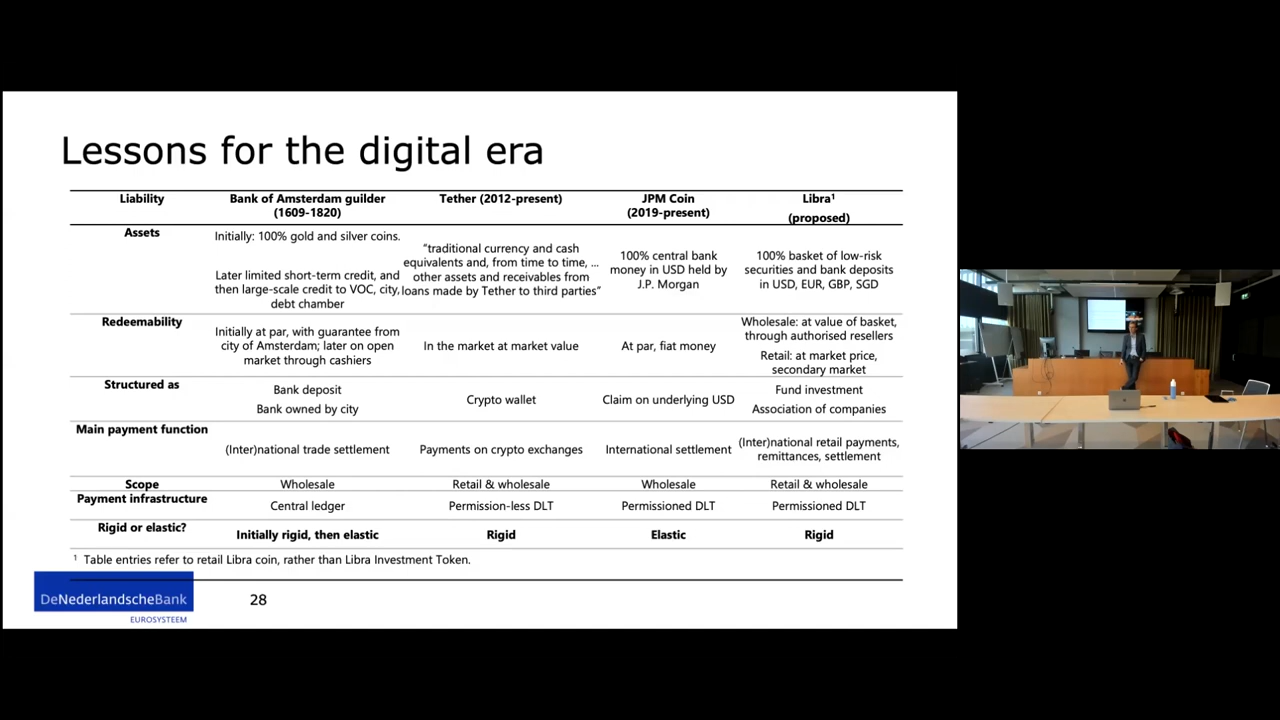 Lessons for the digital era
Liability
Bank of Amsterdam guilder
(1609-1820)
Tether (2012-present)
JPM Coin
(2019-present)
Libra¹
(proposed)
Assets
Initially: 100% gold and silver coins.
Later limited short-term credit, and
then large-scale credit to VOC, city,
debt chamber
“traditional currency and cash
equivalents and, from time to time, ...
other assets and receivables from
loans made by Tether to third parties”
100% central bank
money in USD held by
J.P. Morgan
100% basket of low-risk
securities and bank deposits
in USD, EUR, GBP, SGD
Redeemability
Initially at par, with guarantee from
city of Amsterdam; later on open
market through cashiers
In the market at market value
At par, fiat money
Wholesale: at value of basket,
through authorised resellers
Retail: at market price,
secondary market
Structured as
Bank deposit
Bank owned by city
Crypto wallet
Claim on underlying USD
Fund investment
Association of companies
Main payment function
(Inter)national trade settlement
Payments on crypto exchanges
International settlement
(Inter)national retail payments,
remittances, settlement
Scope
Wholesale
Retail & wholesale
Wholesale
Retail & wholesale
Payment infrastructure
Central ledger
Permission-less DLT
Permissioned DLT
Permissioned DLT
Rigid or elastic?
Initially rigid, then elastic
Rigid
Elastic
Rigid
¹ Table entries refer to retail Libra coin, rather than Libra Investment Token.
DeNederlandscheBank
EUROSYSTEEM
28